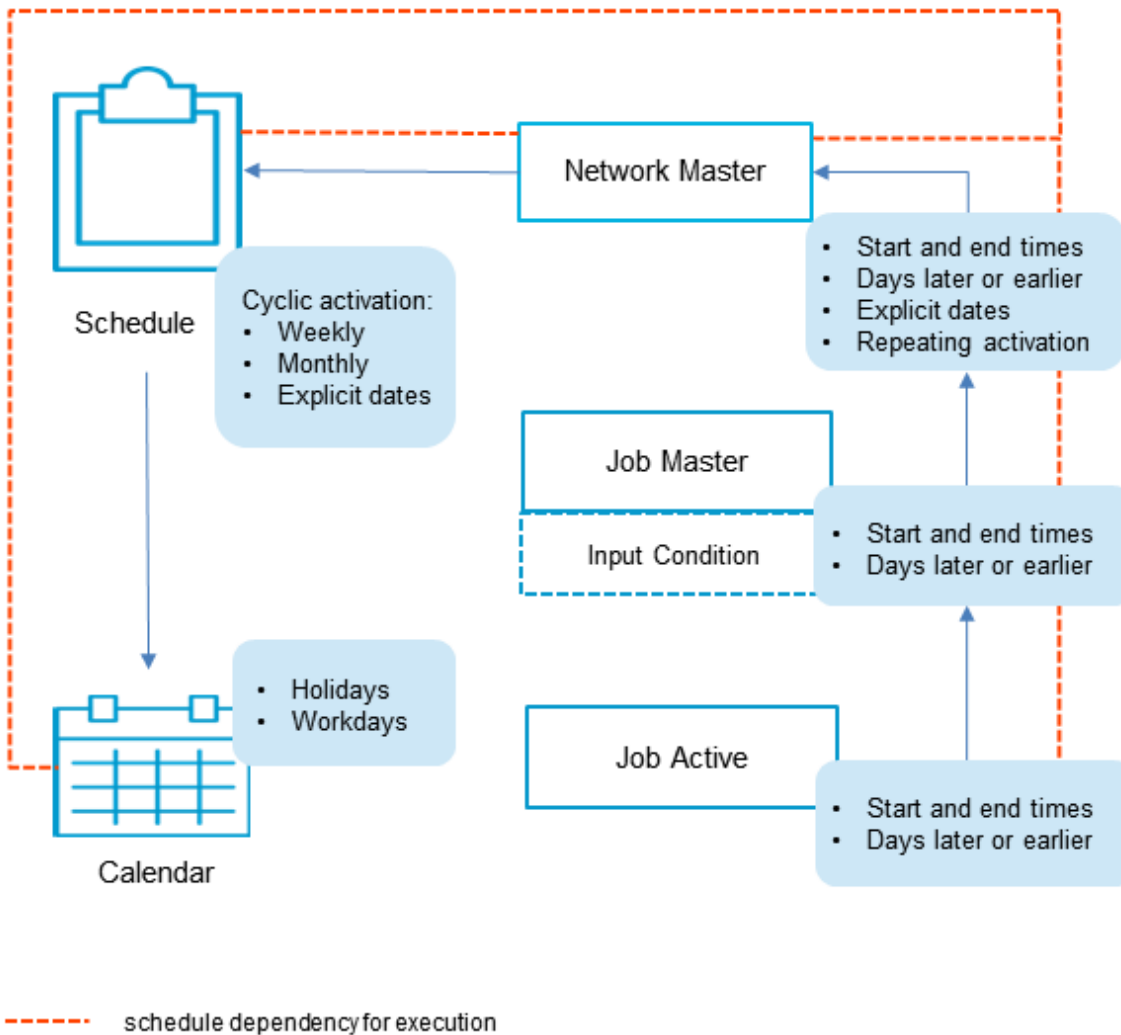 Network Master
• Start and end times
• Days later or earlier
• Explicit dates
• Repeating activation
Schedule
Cyclic activation:
• Weekly
• Monthly
• Explicit dates
Job Master
Input Condition
• Start and end times
• Days later or earlier
• Holidays
• Workdays
Job Active
• Start and end times
• Days later or earlier
Calendar
schedule dependency for execution